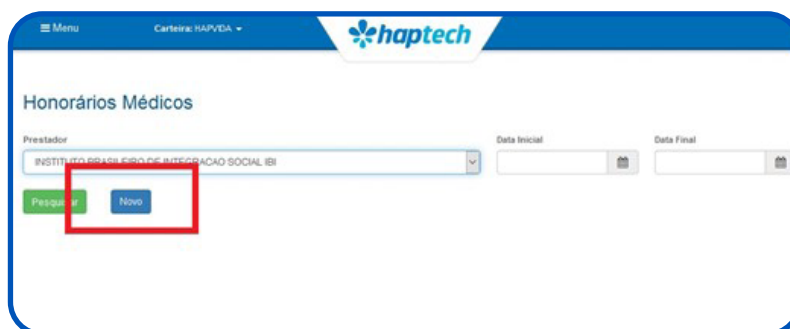 Menu Carteira: HAPVIDA haptech
Honorários Médicos
Prestador Data Inicial Data Final
INSTITUTO BRASILEIRO DE INTEGRACAO SOCIAL IBI
Pesquisar Novo